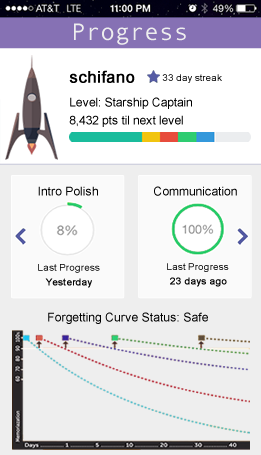 AT&T LTE 11:00 PM 49%
Progress
schifano 33 day streak
Level: Starship Captain
8,432 pts til next level
Intro Polish Communication
8% 100%
Last Progress Last Progress
Yesterday 23 days ago
Forgetting Curve Status: Safe
100%
90
80
70
60
Memorization
Days 1 5 10 20 30 40